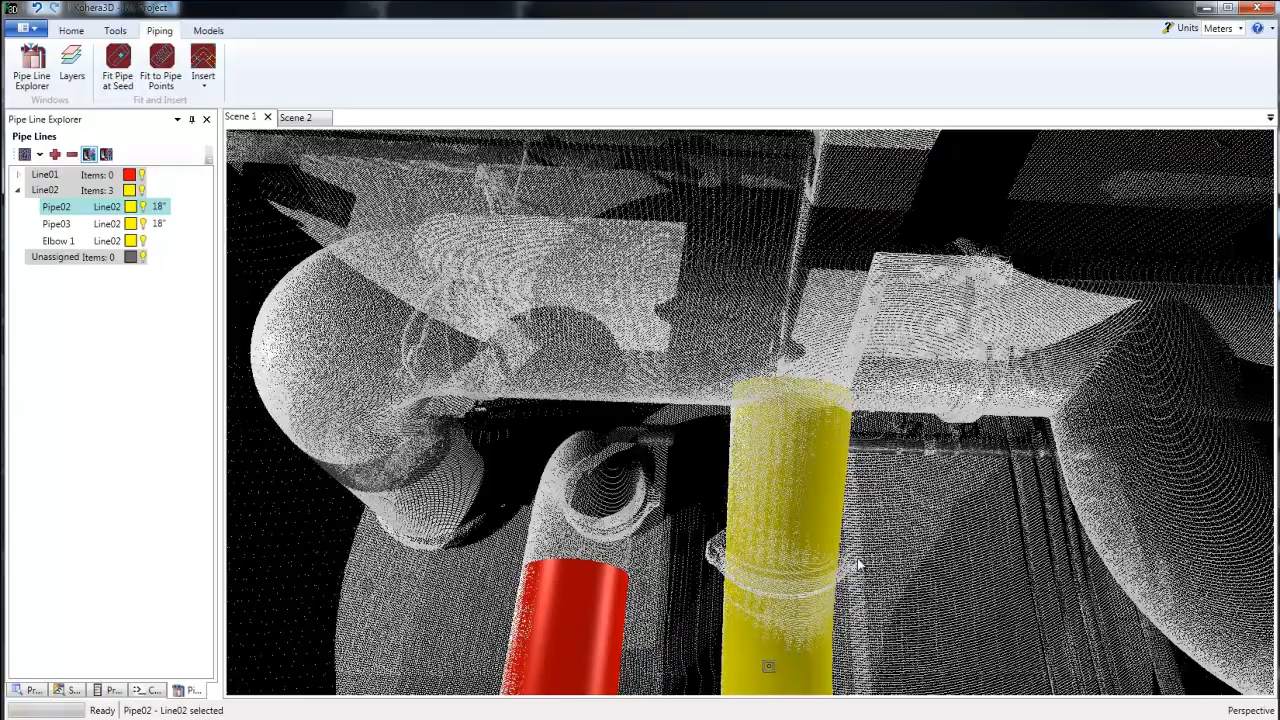 Kohera3D -
Project
Home Tools Piping Models
Units Meters
Pipe Line Explorer
Layers
Fit Pipe at Seed
Fit to Pipe Points
Insert
Windows
Fit and Insert
Pipe Line Explorer
Pipe Lines
Scene 1
Scene 2
Line01 Items: 0
Line02 Items: 3
Pipe02 Line02 18"
Pipe03 Line02 18"
Elbow 1 Line02
Unassigned Items: 0
Pr... S... Pr... C... Pi...
Ready Pipe02 - Line02 selected
Perspective